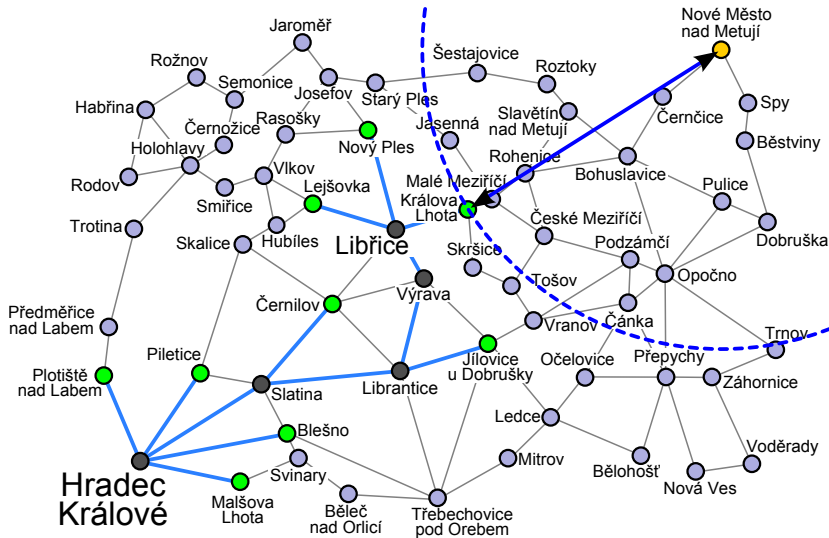 Nové Město
nad Metují
Jaroměř
Šestajovice
Rožnov
Semonice
Josefov
Starý Ples
Roztoky
Spy
Habřina
Černčice
Slavětín
nad Metují
Černožice
Rasošky
Nový Ples
Jasenná
Běstviny
Holohlavy
Rohenice
Bohuslavice
Vlkov
Malé Meziříčí
Rodov
Smiřice
Lejšovka
Králova
Lhota
Pulice
Trotina
Hubíles
Libřice
České Meziříčí
Dobruška
Skalice
Skršice
Podzámčí
Opočno
Výrava
Tošov
Černilov
Předměřice
nad Labem
Vranov
Čánka
Trnov
Piletice
Jílovice
u Dobrušky
Očelovice
Přepychy
Plotiště
nad Labem
Slatina
Librantice
Záhornice
Ledce
Blešno
Mitrov
Voděrady
Svinary
Bělohošť
Nová Ves
Hradec
Králové
Malšova
Lhota
Běleč
nad Orlicí
Třebechovice
pod Orebem